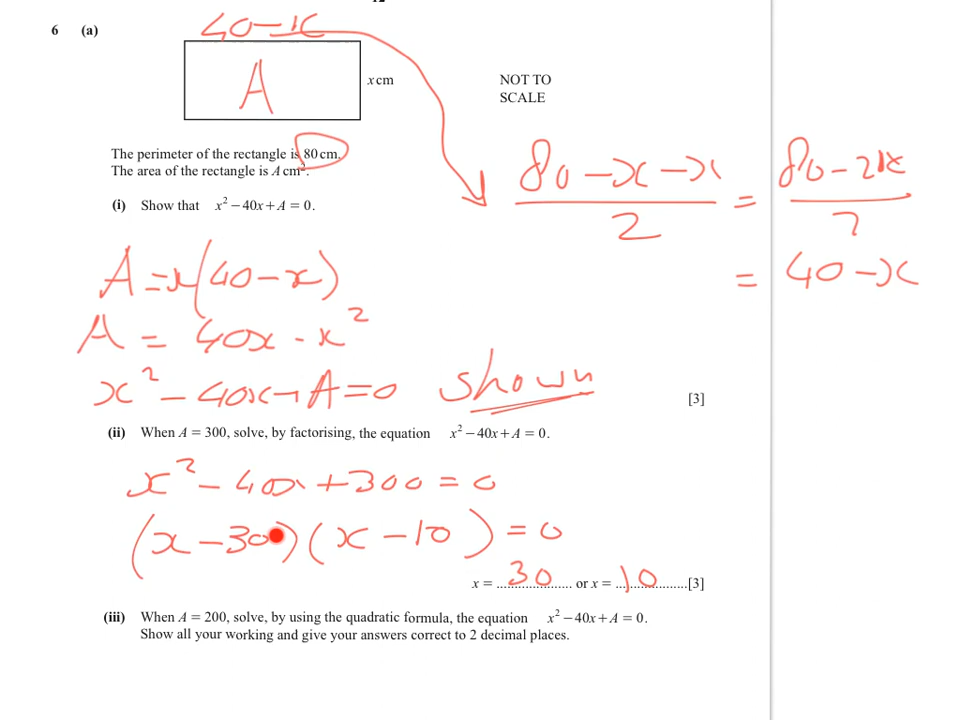 6 (a)
40-x
A
x cm
NOT TO
SCALE
The perimeter of the rectangle is 80 cm.
The area of the rectangle is A cm².
(i) Show that x² – 40x + A = 0.
80-x-x / 2 = 80-2x / 2
= 40-x
A = x(40-x)
A = 40x - x²
x² - 40x + A = 0 shown
[3]
(ii) When A = 300, solve, by factorising, the equation x² – 40x + A = 0.
x² - 40x + 300 = 0
(x - 30)(x - 10) = 0
x = 30 or x = 10 [3]
(iii) When A = 200, solve, by using the quadratic formula, the equation x² – 40x + A = 0.
Show all your working and give your answers correct to 2 decimal places.